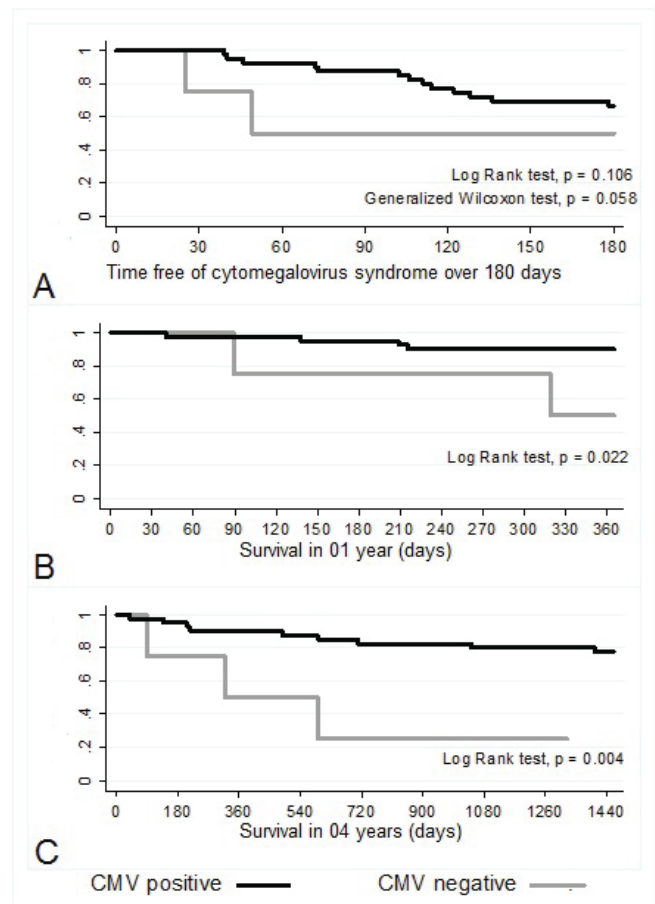 1
.8
.6
.4
.2
0
Log Rank test, p = 0.106
Generalized Wilcoxon test, p = 0.058
0 30 60 90 120 150 180
Time free of cytomegalovirus syndrome over 180 days
A
1
.8
.6
.4
.2
0
Log Rank test, p = 0.022
0 30 60 90 120 150 180 210 240 270 300 330 360
Survival in 01 year (days)
B
1
.8
.6
.4
.2
0
Log Rank test, p = 0.004
0 180 360 540 720 900 1080 1260 1440
Survival in 04 years (days)
C
CMV positive CMV negative